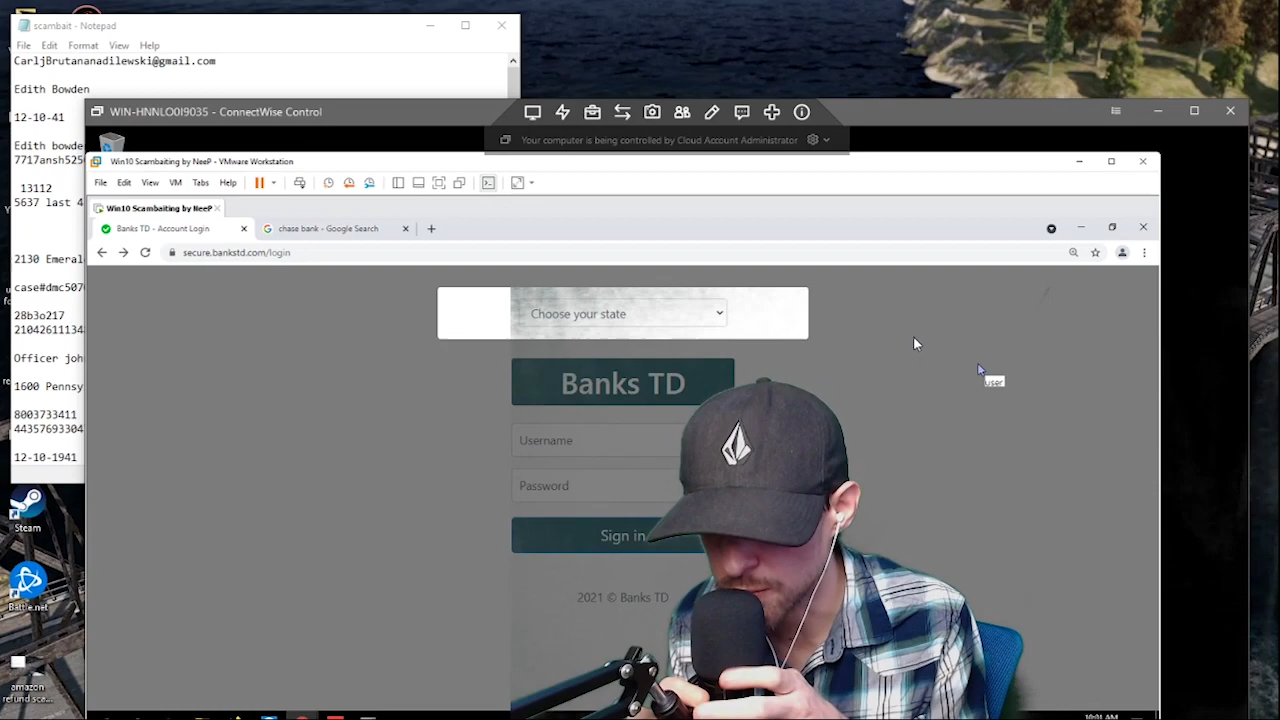 scambait - Notepad
File Edit Format View Help
CarljBrutananadilewski@gmail.com
Edith Bowden
12-10-41
Edith bowde
7717ansh525
13112
5637 last 4
2130 Emeral
case#dmc507
28b3o217
21042611134
Officer joh
1600 Pennsy
8003733411
44357693304
12-10-1941
Steam
Battle.net
amazon
refund sca...
WIN-HNNLO0I9035 - ConnectWise Control
Your computer is being controlled by Cloud Account Administrator
Win10 Scambaiting by NeeP - VMware Workstation
File Edit View VM Tabs Help
Win10 Scambaiting by NeeP
Banks TD - Account Login
chase bank - Google Search
secure.bankstd.com/login
Choose your state
Banks TD
Username
Password
Sign in
2021 © Banks TD
user
10:01 AM